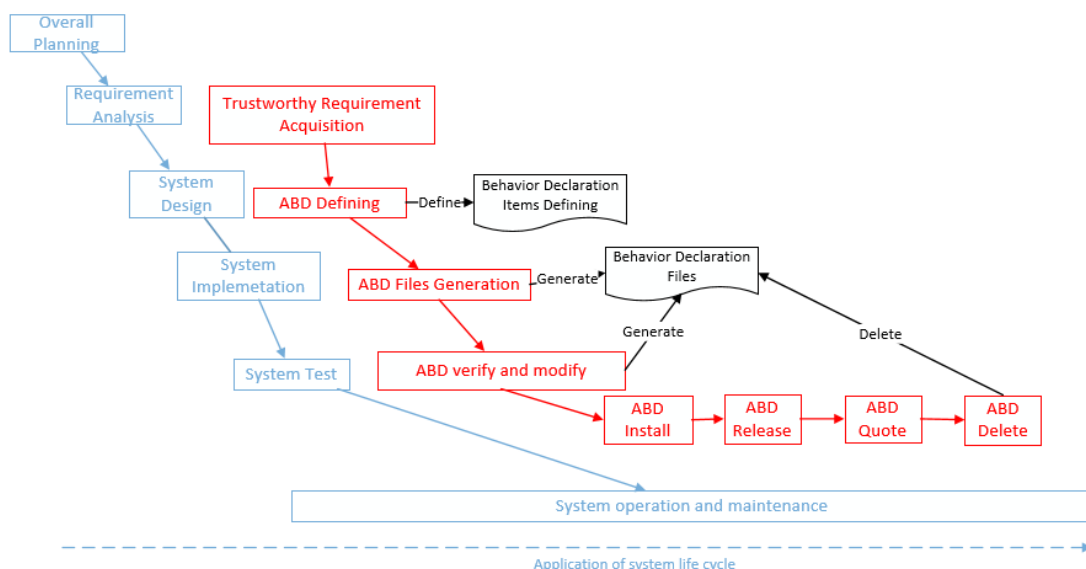 Overall
Planning
Requirement
Analysis
Trustworthy Requirement
Acquisition
System
Design
ABD Defining
Define
Behavior Declaration
Items Defining
System
Implemetation
ABD Files Generation
Generate
Behavior Declaration
Files
Generate
Delete
System Test
ABD verify and modify
ABD
Install
ABD
Release
ABD
Quote
ABD
Delete
System operation and maintenance
Application of system life cycle